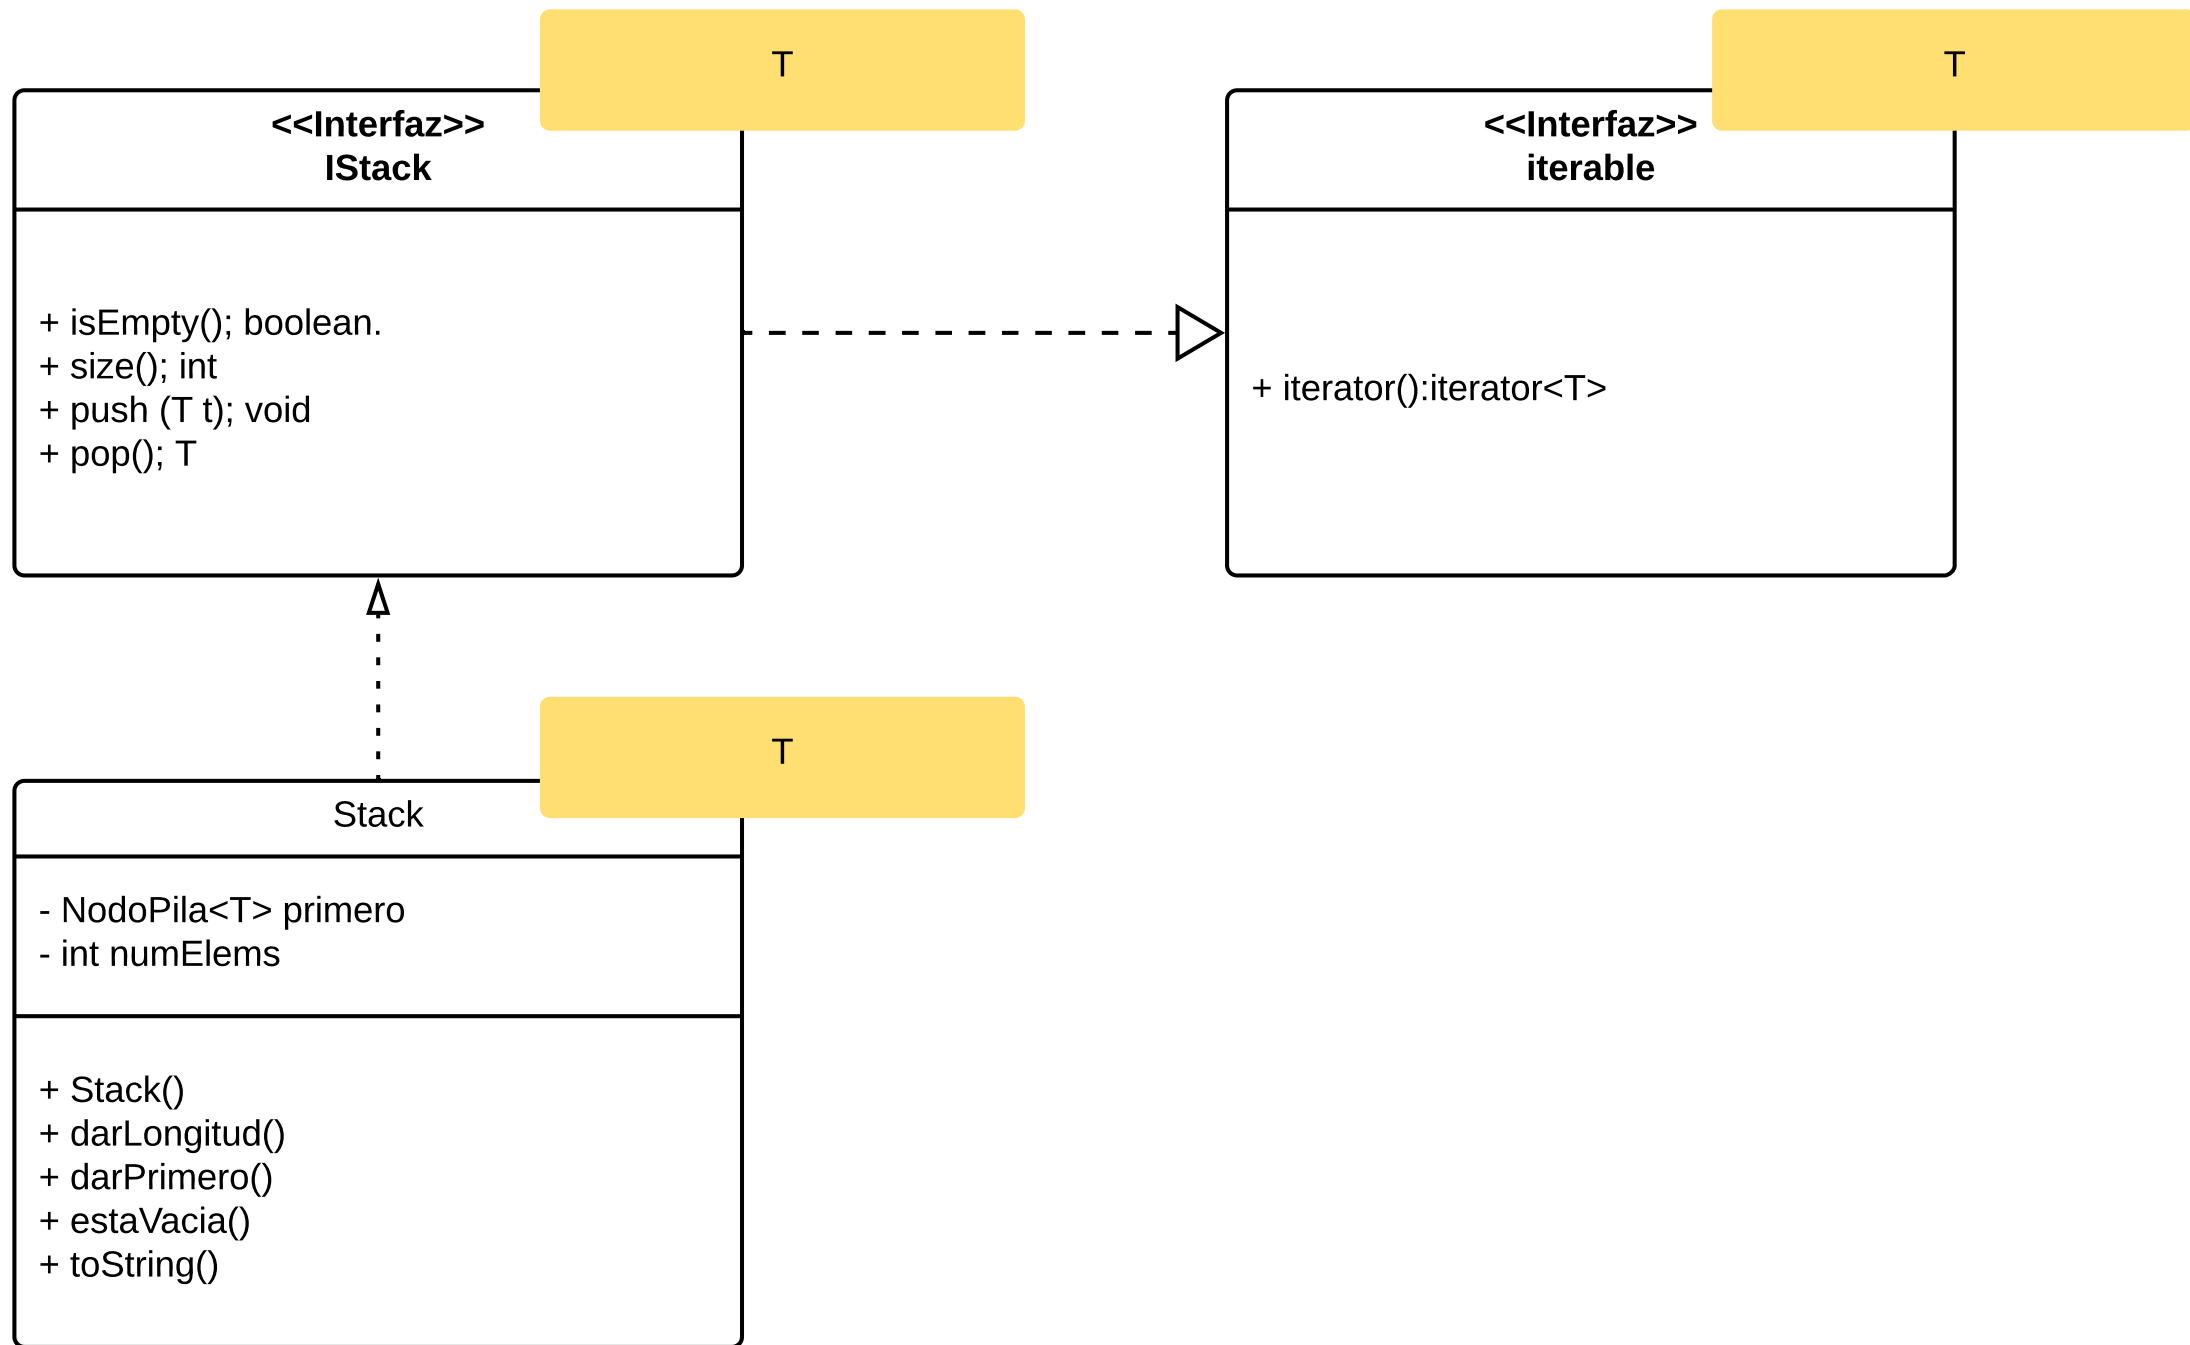 T
<<Interfaz>>
IStack
+ isEmpty(); boolean.
+ size(); int
+ push (T t); void
+ pop(); T
T
<<Interfaz>>
iterable
+ iterator():iterator<T>
T
Stack
- NodoPila<T> primero
- int numElems
+ Stack()
+ darLongitud()
+ darPrimero()
+ estaVacia()
+ toString()